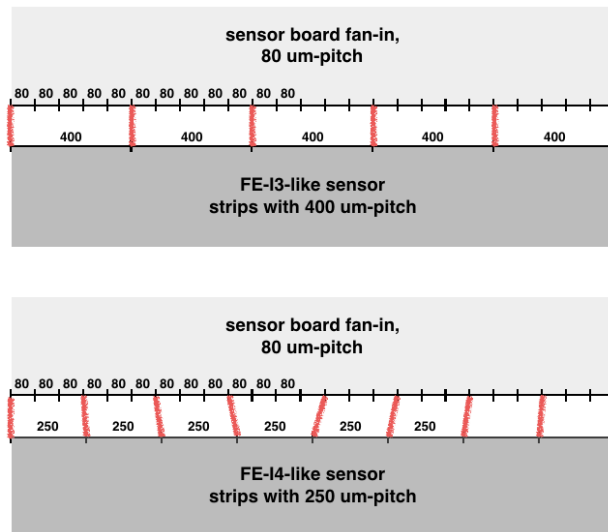 sensor board fan-in,
80 um-pitch
80 80 80 80 80 80 80 80 80 80 80 80
400 400 400 400 400
FE-I3-like sensor
strips with 400 um-pitch
sensor board fan-in,
80 um-pitch
80 80 80 80 80 80 80 80 80 80 80 80
250 250 250 250 250 250
FE-I4-like sensor
strips with 250 um-pitch